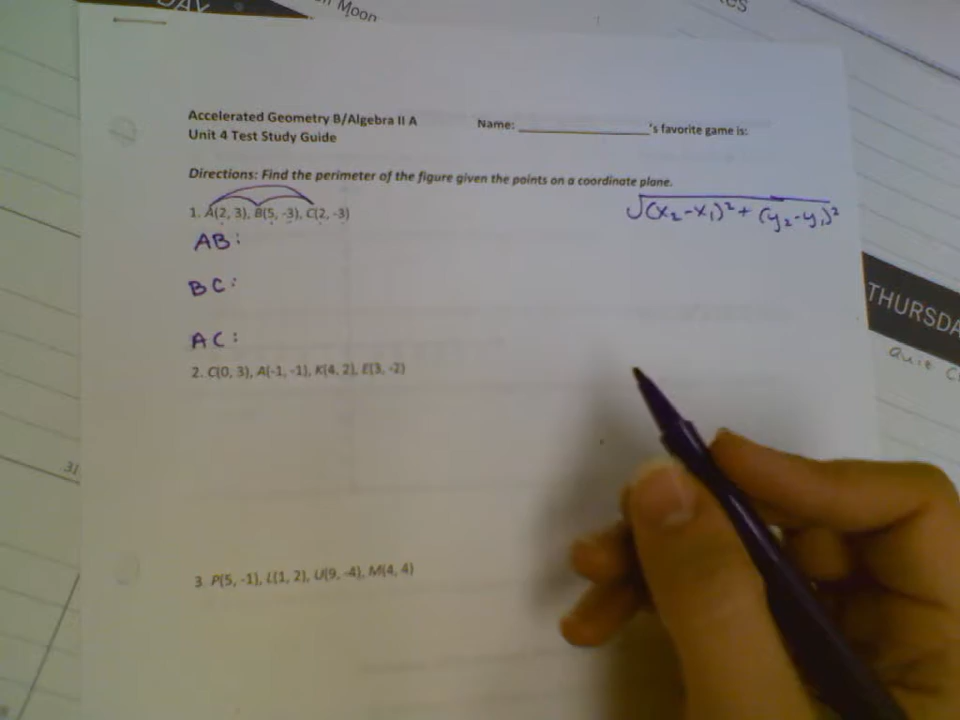 DAY
Moon
Accelerated Geometry B/Algebra II A
Name: ____________________'s favorite game is:
Unit 4 Test Study Guide
Directions: Find the perimeter of the figure given the points on a coordinate plane.
1. A(2, 3), B(5, -3), C(2, -3)
√(x₂-x₁)² + (y₂-y₁)²
AB:
BC:
AC:
2. C(0, 3), A(-1, -1), K(4, 2), E(3, -2)
3 P(5, -1), L(1, 2), U(9, -4), M(4, 4)
THURSDA
31